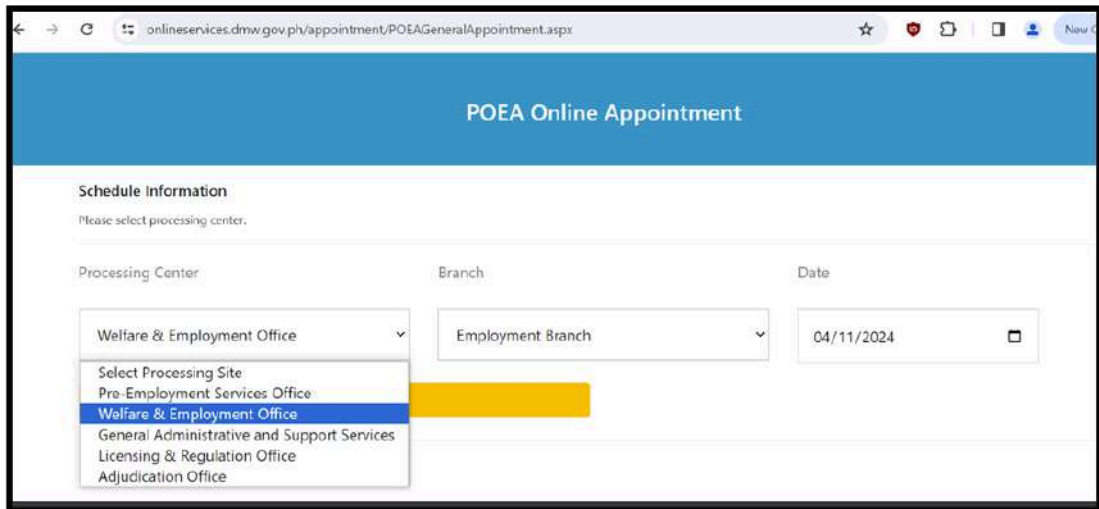 onlineservices.dmw.gov.ph/appointment/POEAGeneralAppointment.aspx
New
POEA Online Appointment
Schedule Information
Please select processing center.
Processing Center
Branch
Date
Welfare & Employment Office
Employment Branch
04/11/2024
Select Processing Site
Pre-Employment Services Office
Welfare & Employment Office
General Administrative and Support Services
Licensing & Regulation Office
Adjudication Office